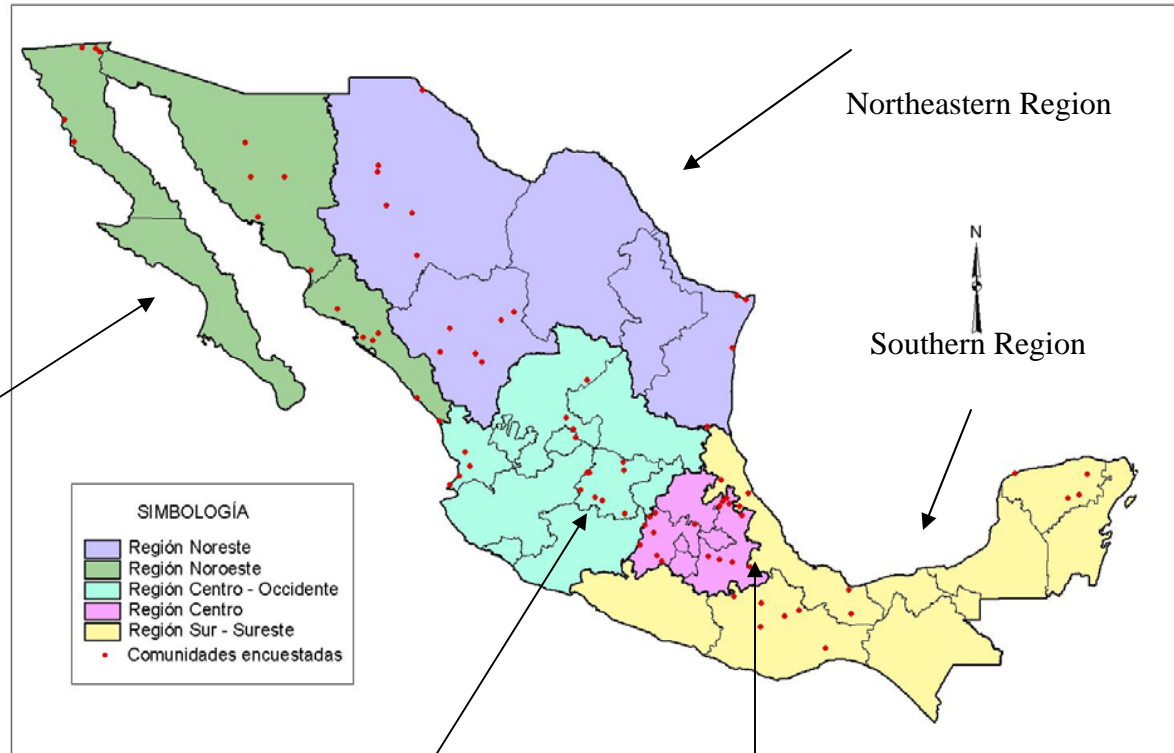 Northeastern Region
N
Southern Region
SIMBOLOGÍA
Región Noreste
Región Noroeste
Región Centro - Occidente
Región Centro
Región Sur - Sureste
Comunidades encuestadas